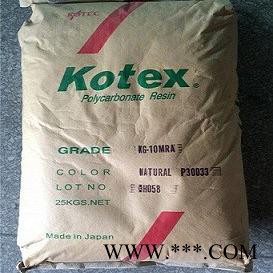 KOTEC
Kotex®
Polycarbonate Resin
GRADE KG-10MRA
COLOR NATURAL P30033
LOT NO. 0H058
25KGS.NET
Made in Japan
WWW.***.COM